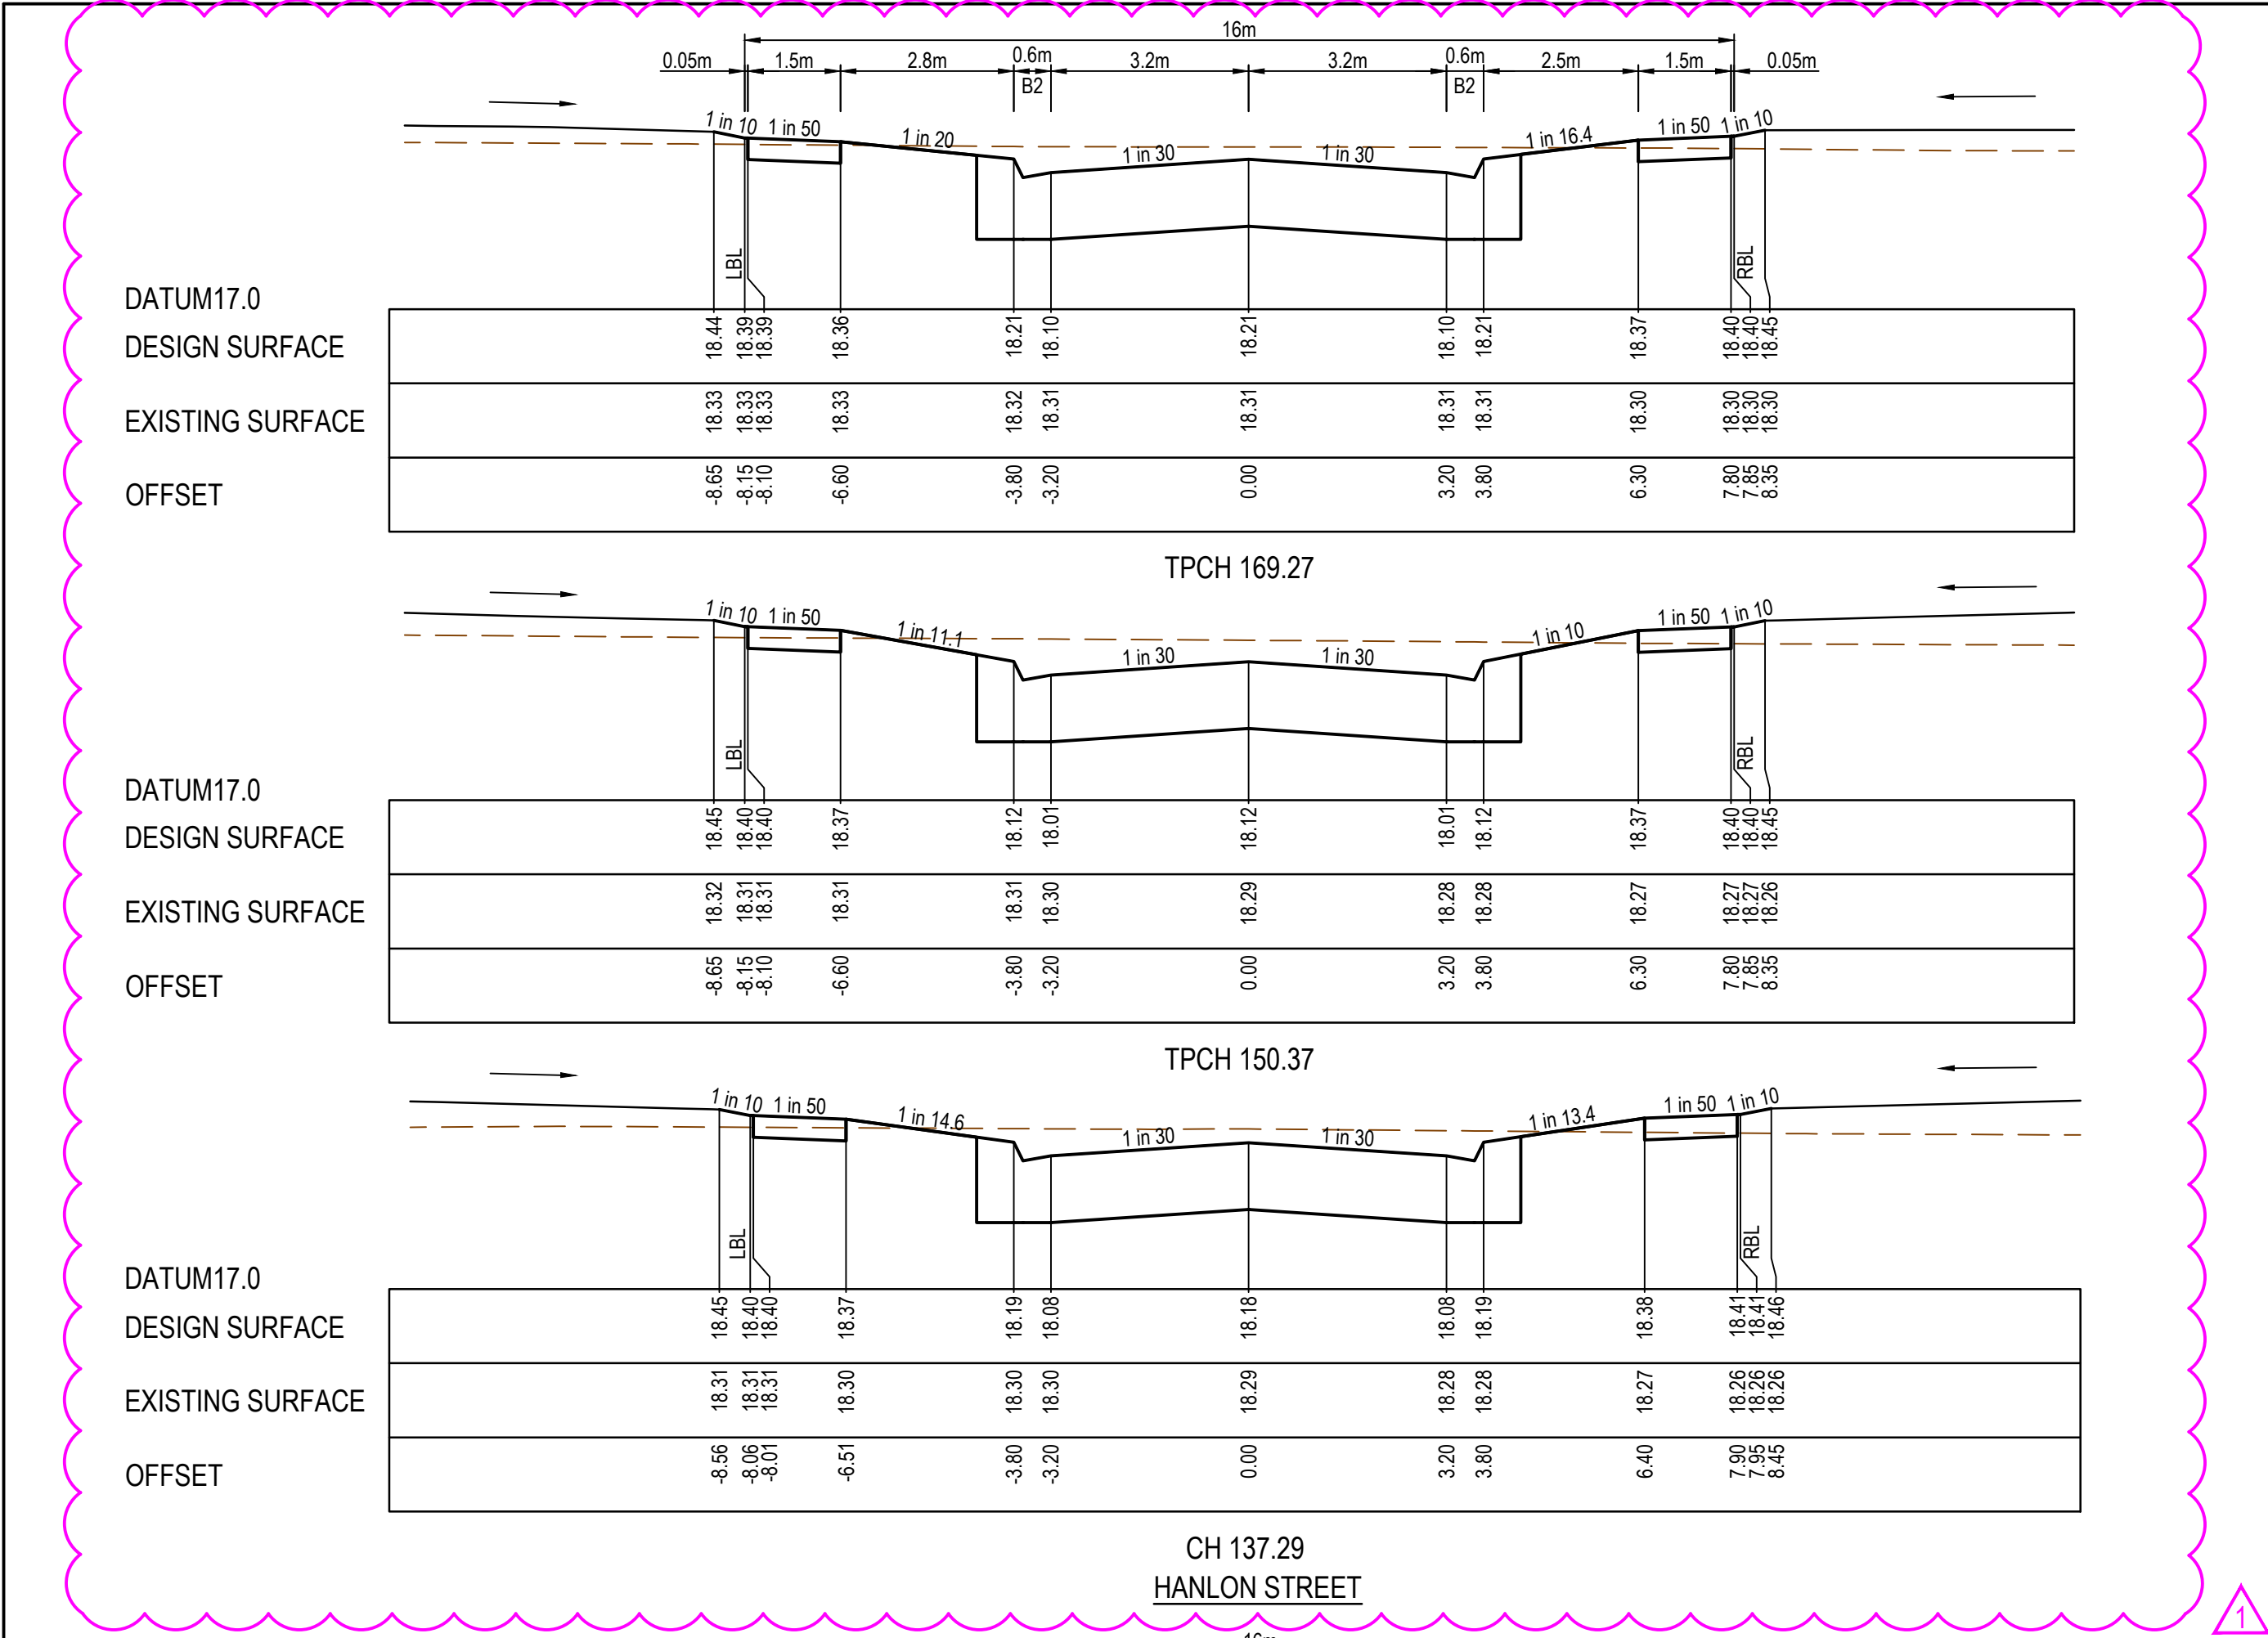 16m
0.05m 1.5m 2.8m 0.6m 3.2m 3.2m 0.6m 2.5m 1.5m 0.05m
B2 B2
1 in 10 1 in 50 1 in 20 1 in 30 1 in 30 1 in 16.4 1 in 50 1 in 10
LBL RBL
DATUM17.0
DESIGN SURFACE 18.44 18.39 18.39 18.36 18.21 18.10 18.21 18.10 18.21 18.37 18.40 18.40 18.45
EXISTING SURFACE 18.33 18.33 18.33 18.33 18.32 18.31 18.31 18.31 18.31 18.30 18.30 18.30 18.30
OFFSET -8.65 -8.15 -8.10 -6.60 -3.80 -3.20 0.00 3.20 3.80 6.30 7.80 7.85 8.35
TPCH 169.27
1 in 10 1 in 50 1 in 11.1 1 in 30 1 in 30 1 in 10 1 in 50 1 in 10
LBL RBL
DATUM17.0
DESIGN SURFACE 18.45 18.40 18.40 18.37 18.12 18.01 18.12 18.01 18.12 18.37 18.40 18.40 18.45
EXISTING SURFACE 18.32 18.31 18.31 18.31 18.31 18.30 18.29 18.28 18.28 18.27 18.27 18.27 18.26
OFFSET -8.65 -8.15 -8.10 -6.60 -3.80 -3.20 0.00 3.20 3.80 6.30 7.80 7.85 8.35
TPCH 150.37
1 in 10 1 in 50 1 in 14.6 1 in 30 1 in 30 1 in 13.4 1 in 50 1 in 10
LBL RBL
DATUM17.0
DESIGN SURFACE 18.45 18.40 18.40 18.37 18.19 18.08 18.18 18.08 18.19 18.38 18.41 18.41 18.46
EXISTING SURFACE 18.31 18.31 18.31 18.30 18.30 18.30 18.29 18.28 18.28 18.27 18.26 18.26 18.26
OFFSET -8.56 -8.06 -8.01 -6.51 -3.80 -3.20 0.00 3.20 3.80 6.40 7.90 7.95 8.45
CH 137.29
HANLON STREET
1
16m